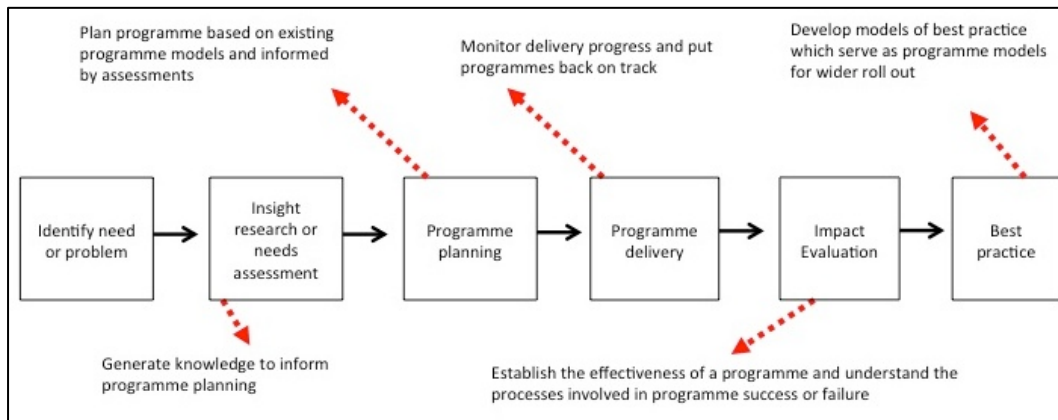 Plan programme based on existing
programme models and informed
by assessments
Monitor delivery progress and put
programmes back on track
Develop models of best practice
which serve as programme models
for wider roll out
Identify need
or problem
Insight
research or
needs
assessment
Programme
planning
Programme
delivery
Impact
Evaluation
Best
practice
Generate knowledge to inform
programme planning
Establish the effectiveness of a programme and understand the
processes involved in programme success or failure